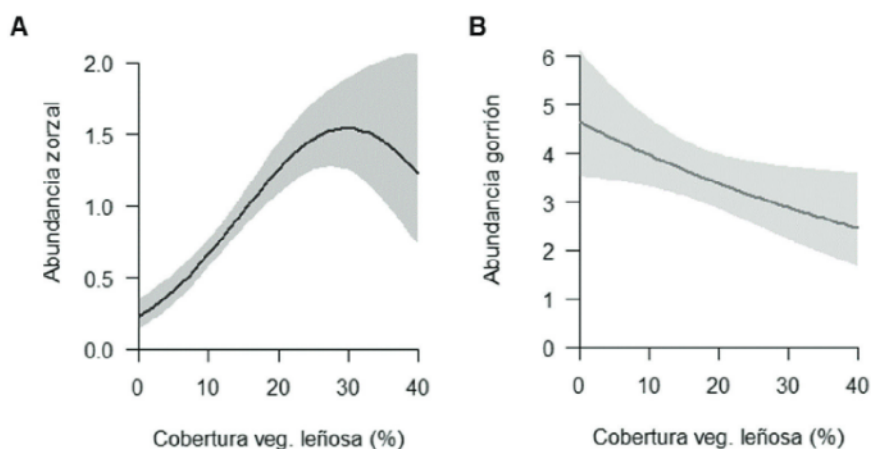 A
Abundancia zorzal
2.0
1.5
1.0
0.5
0.0
0 10 20 30 40
Cobertura veg. leñosa (%)
B
Abundancia gorrión
6
5
4
3
2
1
0
0 10 20 30 40
Cobertura veg. leñosa (%)